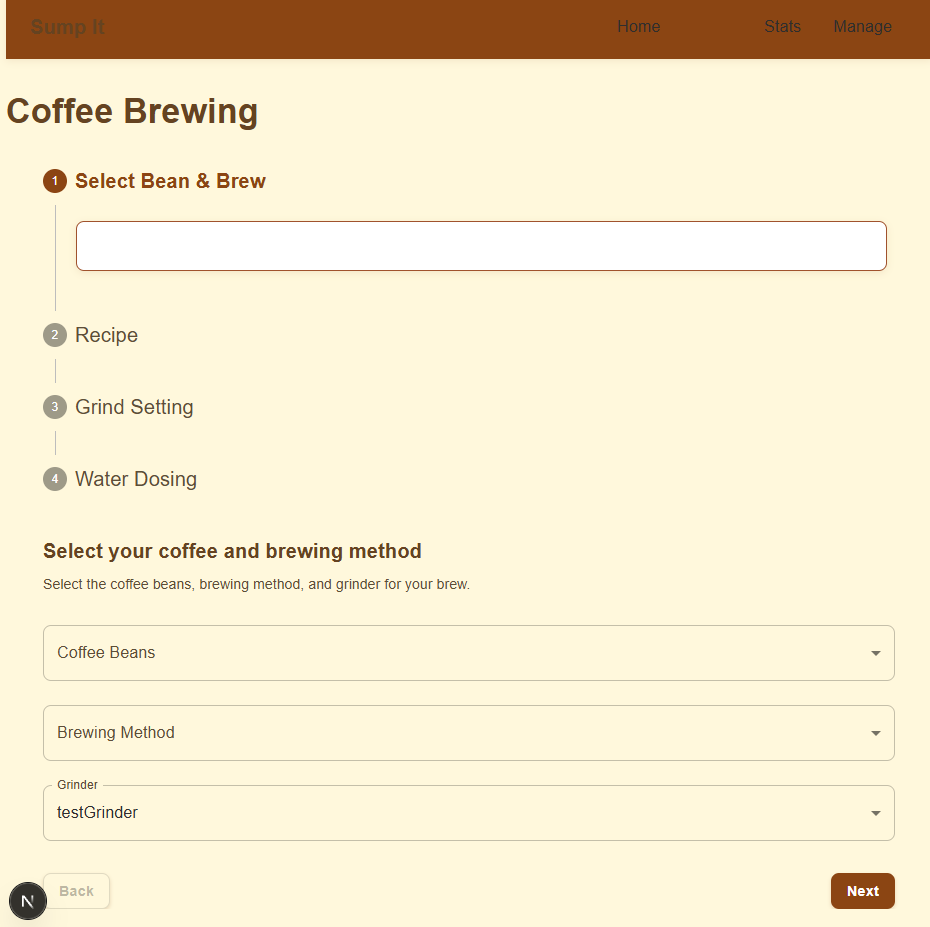 Sump It
Home
Stats
Manage
Coffee Brewing
1 Select Bean & Brew
2 Recipe
3 Grind Setting
4 Water Dosing
Select your coffee and brewing method
Select the coffee beans, brewing method, and grinder for your brew.
Coffee Beans
Brewing Method
Grinder
testGrinder
N
Back
Next